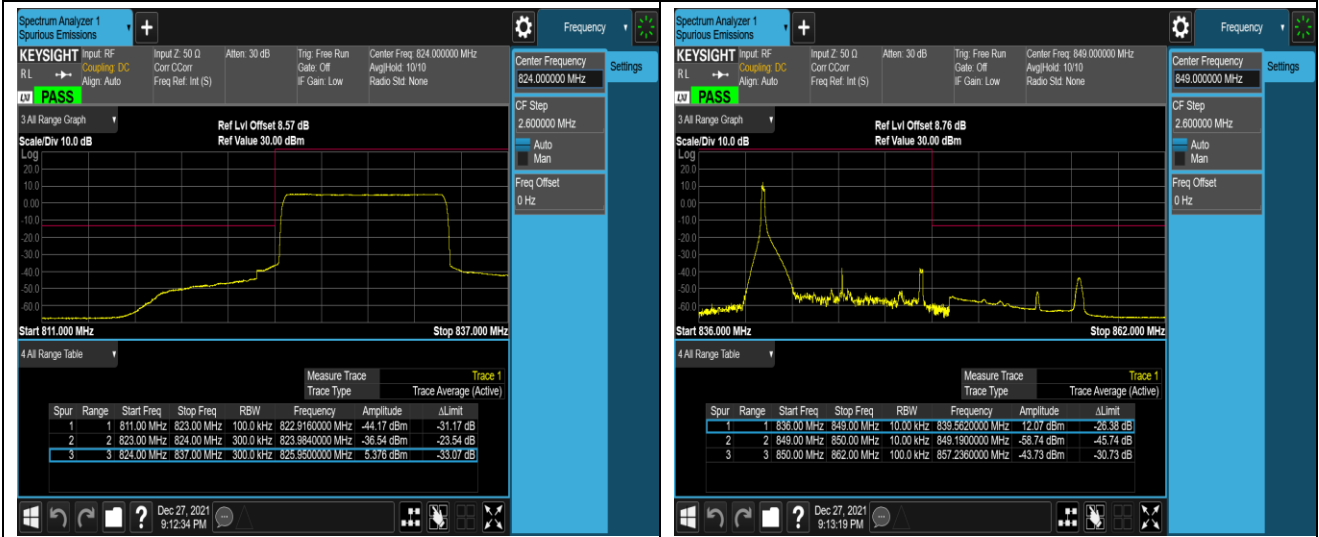 Spectrum Analyzer 1
Spurious Emissions
+
Frequency
KEYSIGHT Input: RF Input Z: 50 Ω Atten: 30 dB Trig: Free Run Center Freq: 824.000000 MHz
RL Coupling: DC Corr CCorr Gate: Off Avg|Hold: 10/10
Align: Auto Freq Ref: Int (S) IF Gain: Low Radio Std: None
PASS
Center Frequency
824.000000 MHz
Settings
CF Step
2.600000 MHz
Auto
Man
Freq Offset
0 Hz
3 All Range Graph
Ref Lvl Offset 8.57 dB
Scale/Div 10.0 dB Ref Value 30.00 dBm
Log
20.0
10.0
0.00
-10.0
-20.0
-30.0
-40.0
-50.0
-60.0
Start 811.000 MHz Stop 837.000 MHz
4 All Range Table
Measure Trace Trace 1
Trace Type Trace Average (Active)
Spur Range Start Freq Stop Freq RBW Frequency Amplitude ΔLimit
1 1 811.00 MHz 823.00 MHz 100.0 kHz 822.9160000 MHz -44.17 dBm -31.17 dB
2 2 823.00 MHz 824.00 MHz 300.0 kHz 823.9840000 MHz -36.54 dBm -23.54 dB
3 3 824.00 MHz 837.00 MHz 300.0 kHz 825.9500000 MHz 5.376 dBm -33.07 dB
?
Dec 27, 2021
9:12:34 PM
Spectrum Analyzer 1
Spurious Emissions
+
Frequency
KEYSIGHT Input: RF Input Z: 50 Ω Atten: 30 dB Trig: Free Run Center Freq: 849.000000 MHz
RL Coupling: DC Corr CCorr Gate: Off Avg|Hold: 10/10
Align: Auto Freq Ref: Int (S) IF Gain: Low Radio Std: None
PASS
Center Frequency
849.000000 MHz
Settings
CF Step
2.600000 MHz
Auto
Man
Freq Offset
0 Hz
3 All Range Graph
Ref Lvl Offset 8.76 dB
Scale/Div 10.0 dB Ref Value 30.00 dBm
Log
20.0
10.0
0.00
-10.0
-20.0
-30.0
-40.0
-50.0
-60.0
Start 836.000 MHz Stop 862.000 MHz
4 All Range Table
Measure Trace Trace 1
Trace Type Trace Average (Active)
Spur Range Start Freq Stop Freq RBW Frequency Amplitude ΔLimit
1 1 836.00 MHz 849.00 MHz 10.00 kHz 839.5620000 MHz 12.07 dBm -26.38 dB
2 2 849.00 MHz 850.00 MHz 10.00 kHz 849.1900000 MHz -58.74 dBm -45.74 dB
3 3 850.00 MHz 862.00 MHz 100.0 kHz 857.2360000 MHz -43.73 dBm -30.73 dB
?
Dec 27, 2021
9:13:19 PM